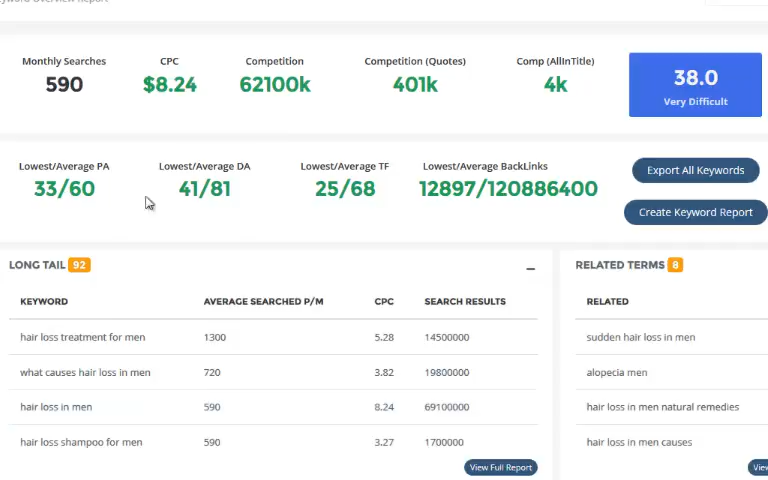 Keyword Overview Report
Monthly Searches CPC Competition Competition (Quotes) Comp (AllInTitle)
590 $8.24 62100k 401k 4k 38.0
Very Difficult
Lowest/Average PA Lowest/Average DA Lowest/Average TF Lowest/Average BackLinks
33/60 41/81 25/68 12897/120886400
Export All Keywords
Create Keyword Report
LONG TAIL 92
KEYWORD AVERAGE SEARCHED P/M CPC SEARCH RESULTS
hair loss treatment for men 1300 5.28 14500000
what causes hair loss in men 720 3.82 19800000
hair loss in men 590 8.24 69100000
hair loss shampoo for men 590 3.27 1700000
View Full Report
RELATED TERMS 8
RELATED
sudden hair loss in men
alopecia men
hair loss in men natural remedies
hair loss in men causes
View